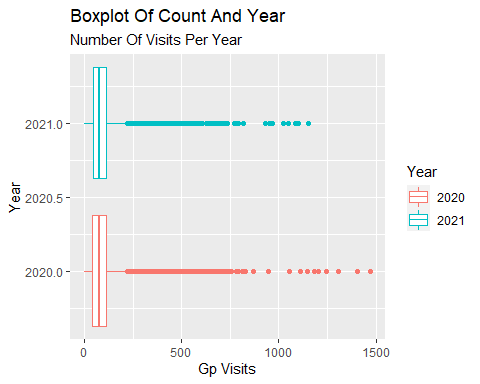 Boxplot Of Count And Year
Number Of Visits Per Year
2021.0
2020.5
2020.0
Year
0
500
1000
1500
Gp Visits
Year
2020
2021